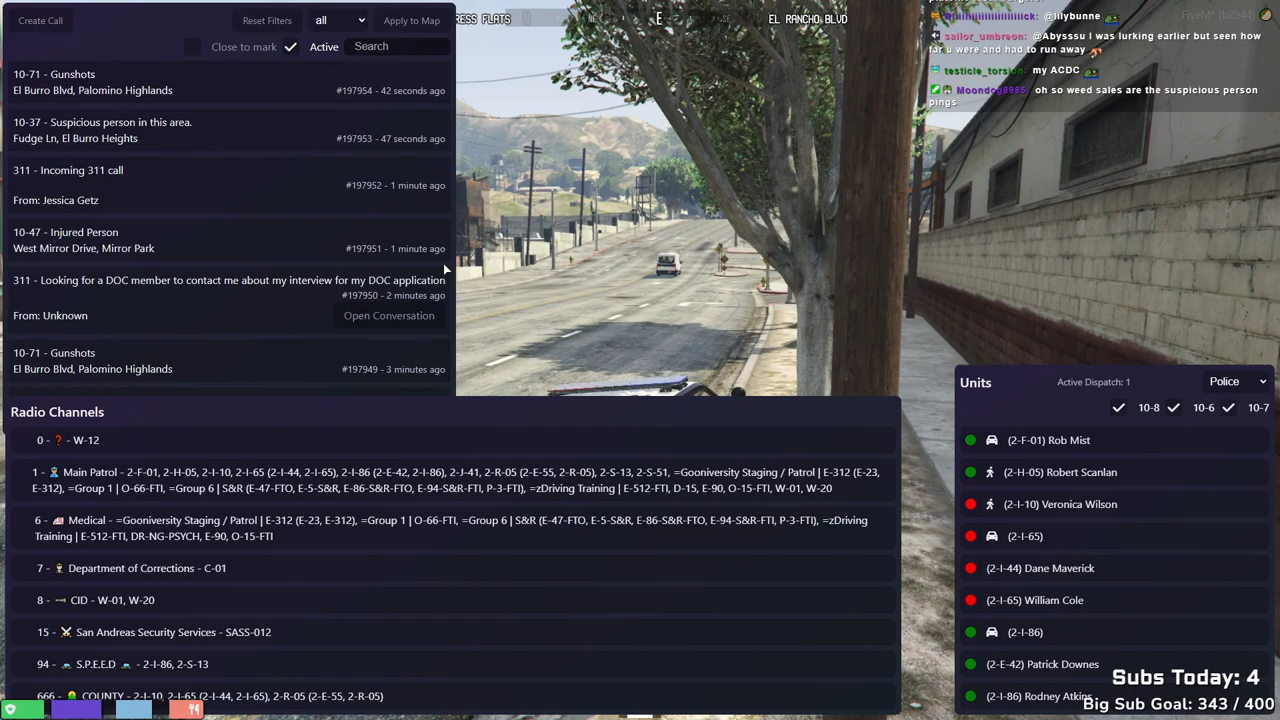 Create Call
Reset Filters
all
Apply to Map
Close to mark
Active
Search
10-71 - Gunshots
El Burro Blvd, Palomino Highlands
#197954 - 42 seconds ago
10-37 - Suspicious person in this area.
Fudge Ln, El Burro Heights
#197953 - 47 seconds ago
311 - Incoming 311 call
#197952 - 1 minute ago
From: Jessica Getz
10-47 - Injured Person
West Mirror Drive, Mirror Park
#197951 - 1 minute ago
311 - Looking for a DOC member to contact me about my interview for my DOC application
#197950 - 2 minutes ago
From: Unknown
Open Conversation
10-71 - Gunshots
El Burro Blvd, Palomino Highlands
#197949 - 3 minutes ago
RESS FLATS
NE
E
SE
EL RANCHO BLVD
@lilybunne
sailor_umbreon: @Abysssu I was lurking earlier but seen how
far u were and had to run away
testicle_torsion: my ACDC
Moondog8985: oh so weed sales are the suspicious person
pings
Radio Channels
0 - ❓ - W-12
1 - 👮 Main Patrol - 2-F-01, 2-H-05, 2-I-10, 2-I-65 (2-I-44, 2-I-65), 2-I-86 (2-E-42, 2-I-86), 2-J-41, 2-R-05 (2-E-55, 2-R-05), 2-S-13, 2-S-51, =Gooniversity Staging / Patrol | E-312 (E-23,
E-312), =Group 1 | O-66-FTI, =Group 6 | S&R (E-47-FTO, E-5-S&R, E-86-S&R-FTO, E-94-S&R-FTI, P-3-FTI), =zDriving Training | E-512-FTI, D-15, E-90, O-15-FTI, W-01, W-20
6 - 🚑 Medical - =Gooniversity Staging / Patrol | E-312 (E-23, E-312), =Group 1 | O-66-FTI, =Group 6 | S&R (E-47-FTO, E-5-S&R, E-86-S&R-FTO, E-94-S&R-FTI, P-3-FTI), =zDriving
Training | E-512-FTI, DR-NG-PSYCH, E-90, O-15-FTI
7 - Department of Corrections - C-01
8 - CID - W-01, W-20
15 - ⚔ San Andreas Security Services - SASS-012
94 - S.P.E.E.D - 2-I-86, 2-S-13
666 - COUNTY - 2-I-10, 2-I-65 (2-I-44, 2-I-65), 2-R-05 (2-E-55, 2-R-05)
Units
Active Dispatch: 1
Police
10-8
10-6
10-7
(2-F-01) Rob Mist
(2-H-05) Robert Scanlan
(2-I-10) Veronica Wilson
(2-I-65)
(2-I-44) Dane Maverick
(2-I-65) William Cole
(2-I-86)
(2-E-42) Patrick Downes
(2-I-86) Rodney Atkins
Subs Today: 4
Big Sub Goal: 343 / 400